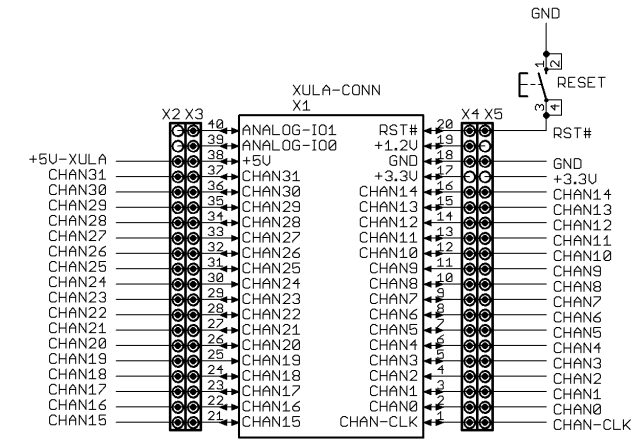 GND
1 2
RESET
3 4
XULA-CONN
X1
X2 X3
X4 X5
40 ANALOG-IO1 RST# 20 RST#
39 ANALOG-IO0 +1.2V 19
+5V-XULA 38 +5V GND 18 GND
CHAN31 37 CHAN31 +3.3V 17 +3.3V
CHAN30 36 CHAN30 CHAN14 16 CHAN14
CHAN29 35 CHAN29 CHAN13 15 CHAN13
CHAN28 34 CHAN28 CHAN12 14 CHAN12
CHAN27 33 CHAN27 CHAN11 13 CHAN11
CHAN26 32 CHAN26 CHAN10 12 CHAN10
CHAN25 31 CHAN25 CHAN9 11 CHAN9
CHAN24 30 CHAN24 CHAN8 10 CHAN8
CHAN23 29 CHAN23 CHAN7 9 CHAN7
CHAN22 28 CHAN22 CHAN6 8 CHAN6
CHAN21 27 CHAN21 CHAN5 7 CHAN5
CHAN20 26 CHAN20 CHAN4 6 CHAN4
CHAN19 25 CHAN19 CHAN3 5 CHAN3
CHAN18 24 CHAN18 CHAN2 4 CHAN2
CHAN17 23 CHAN17 CHAN1 3 CHAN1
CHAN16 22 CHAN16 CHAN0 2 CHAN0
CHAN15 21 CHAN15 CHAN-CLK 1 CHAN-CLK